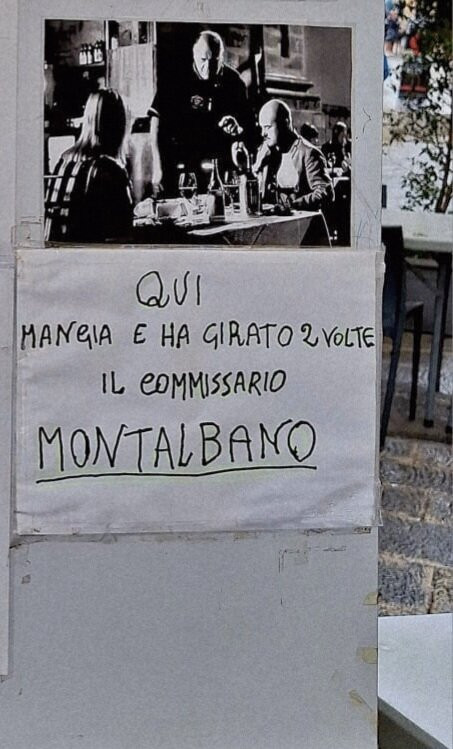 QUI
MANGIA E HA GIRATO 2 VOLTE
IL COMMISSARIO
MONTALBANO